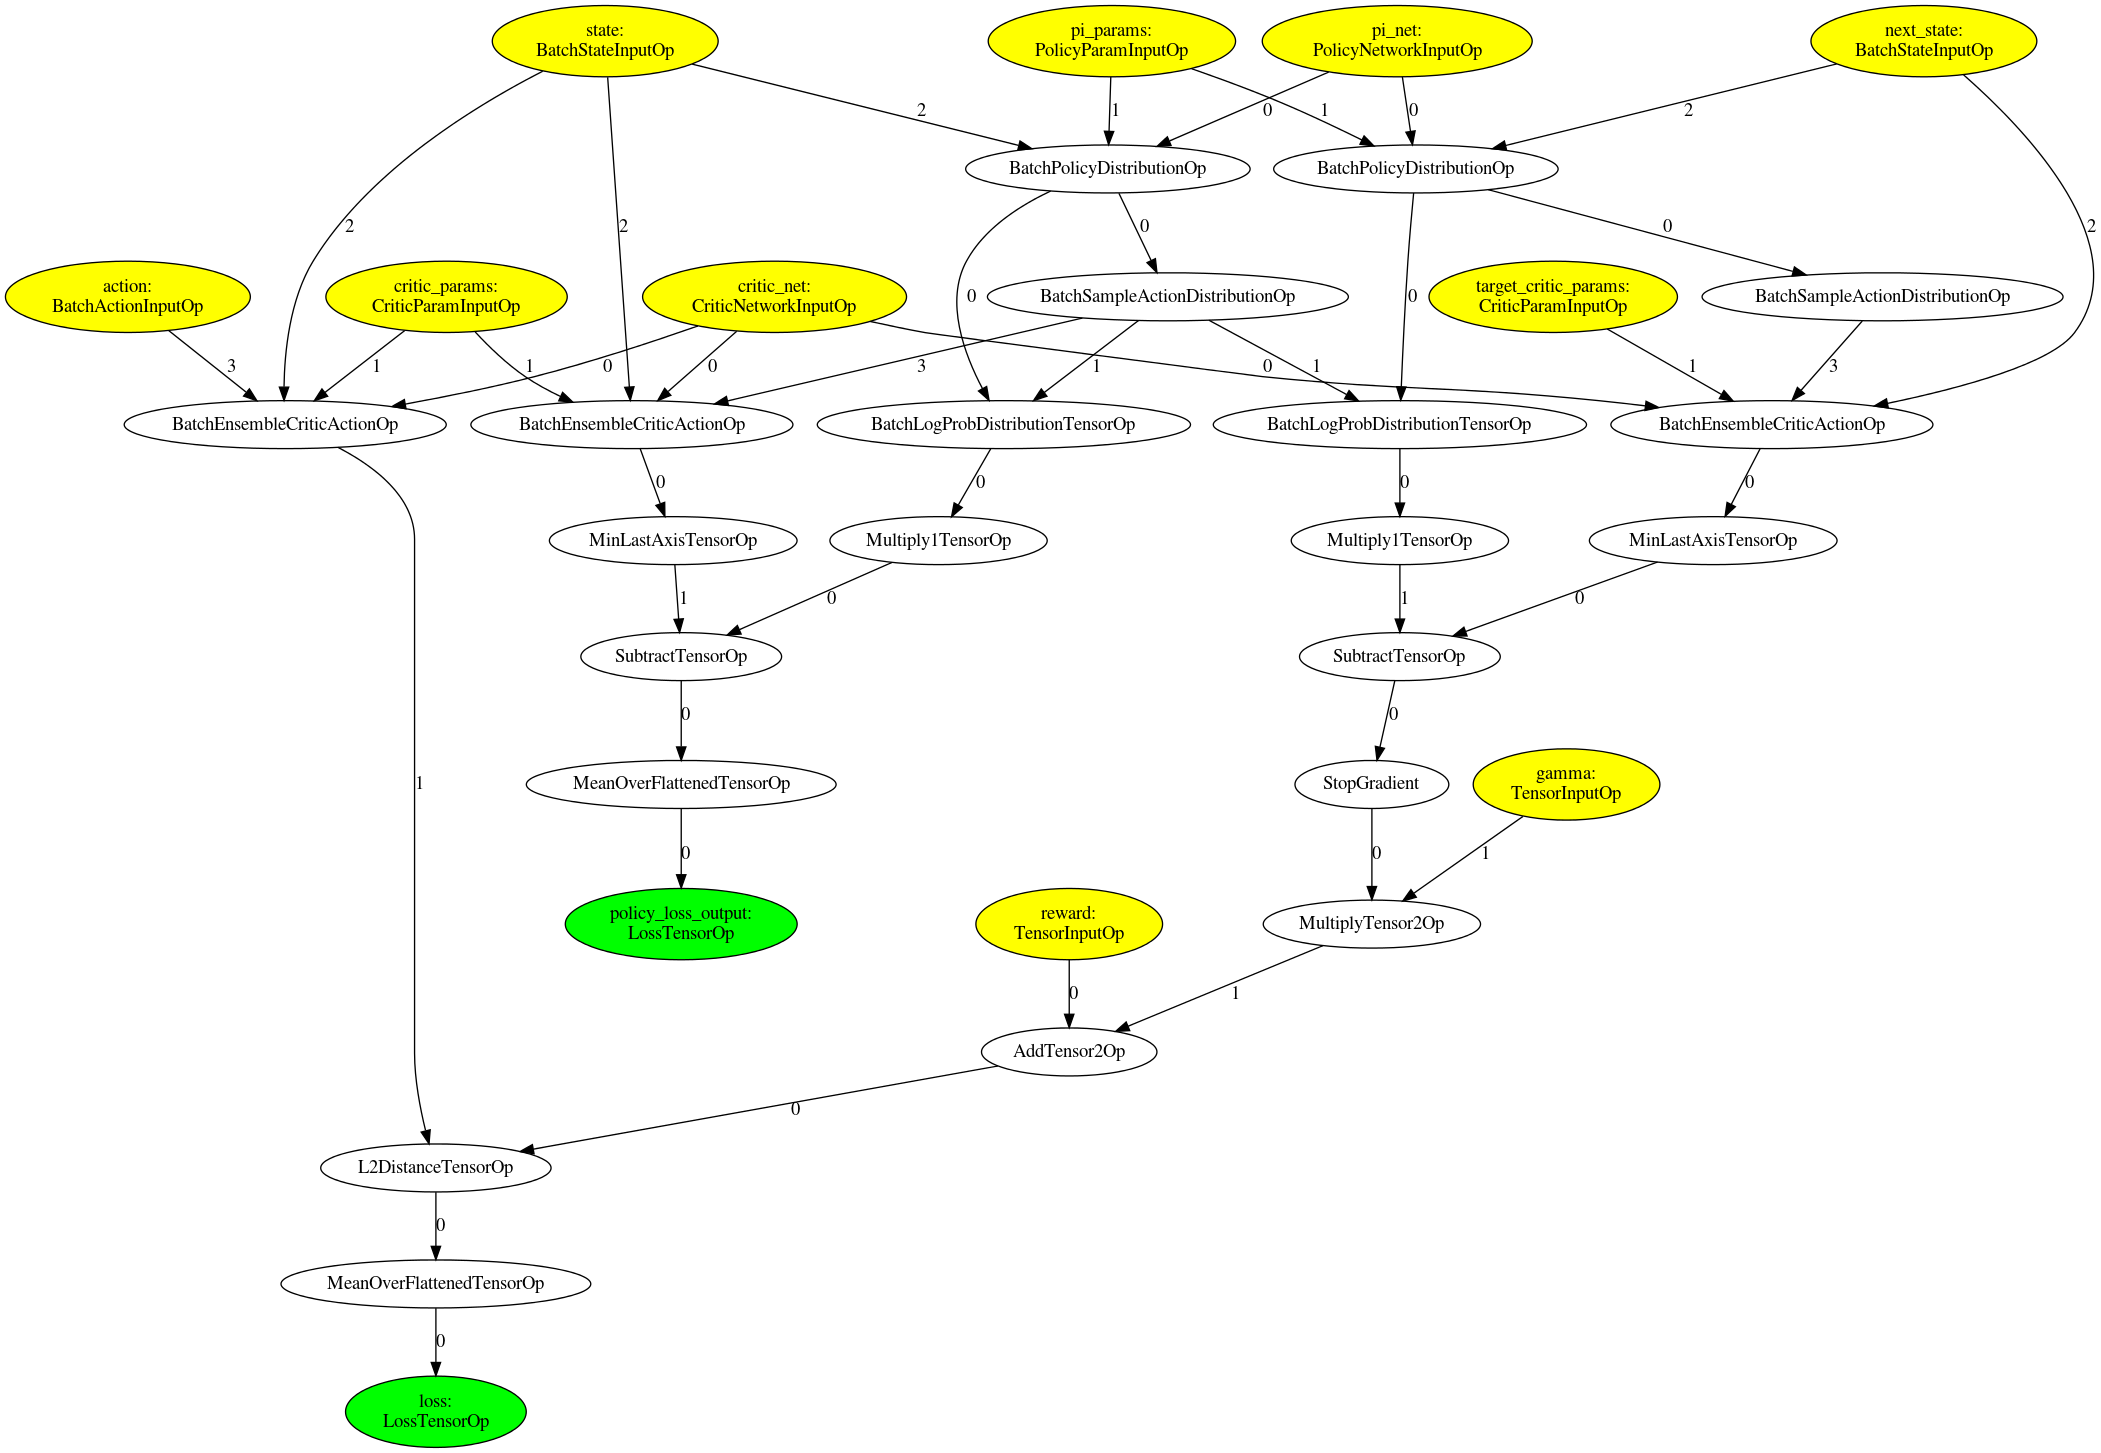 state:
BatchStateInputOp
pi_params:
PolicyParamInputOp
pi_net:
PolicyNetworkInputOp
next_state:
BatchStateInputOp
2
1
0
1
0
2
BatchPolicyDistributionOp
BatchPolicyDistributionOp
2
2
0
0
2
action:
BatchActionInputOp
critic_params:
CriticParamInputOp
critic_net:
CriticNetworkInputOp
0
BatchSampleActionDistributionOp
0
target_critic_params:
CriticParamInputOp
BatchSampleActionDistributionOp
3
1
0
1
0
3
1
0
1
1
3
BatchEnsembleCriticActionOp
BatchEnsembleCriticActionOp
BatchLogProbDistributionTensorOp
BatchLogProbDistributionTensorOp
BatchEnsembleCriticActionOp
0
0
0
0
MinLastAxisTensorOp
Multiply1TensorOp
Multiply1TensorOp
MinLastAxisTensorOp
1
0
1
0
SubtractTensorOp
SubtractTensorOp
0
0
1
MeanOverFlattenedTensorOp
StopGradient
gamma:
TensorInputOp
0
0
1
policy_loss_output:
LossTensorOp
reward:
TensorInputOp
MultiplyTensor2Op
0
1
AddTensor2Op
0
L2DistanceTensorOp
0
MeanOverFlattenedTensorOp
0
loss:
LossTensorOp